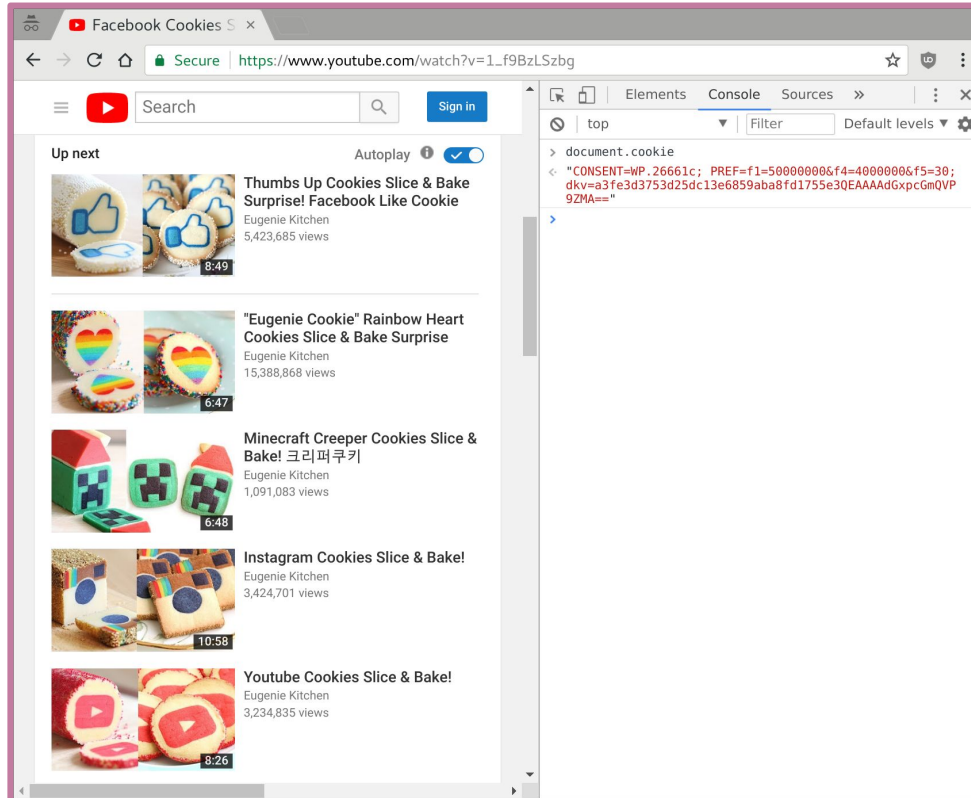 Facebook Cookies S
Secure https://www.youtube.com/watch?v=1_f9BzLSzbg
Search
Sign in
Up next
Autoplay
Thumbs Up Cookies Slice & Bake
Surprise! Facebook Like Cookie
Eugenie Kitchen
5,423,685 views
8:49
"Eugenie Cookie" Rainbow Heart
Cookies Slice & Bake Surprise
Eugenie Kitchen
15,388,868 views
6:47
Minecraft Creeper Cookies Slice &
Bake! 크리퍼쿠키
Eugenie Kitchen
1,091,083 views
6:48
Instagram Cookies Slice & Bake!
Eugenie Kitchen
3,424,701 views
10:58
Youtube Cookies Slice & Bake!
Eugenie Kitchen
3,234,835 views
8:26
Elements Console Sources
top Filter Default levels
> document.cookie
"CONSENT=WP.26661c; PREF=f1=50000000&f4=4000000&f5=30;
dkv=a3fe3d3753d25dc13e6859aba8fd1755e3QEAAAAdGxpcGmQVP
9ZMA=="
>